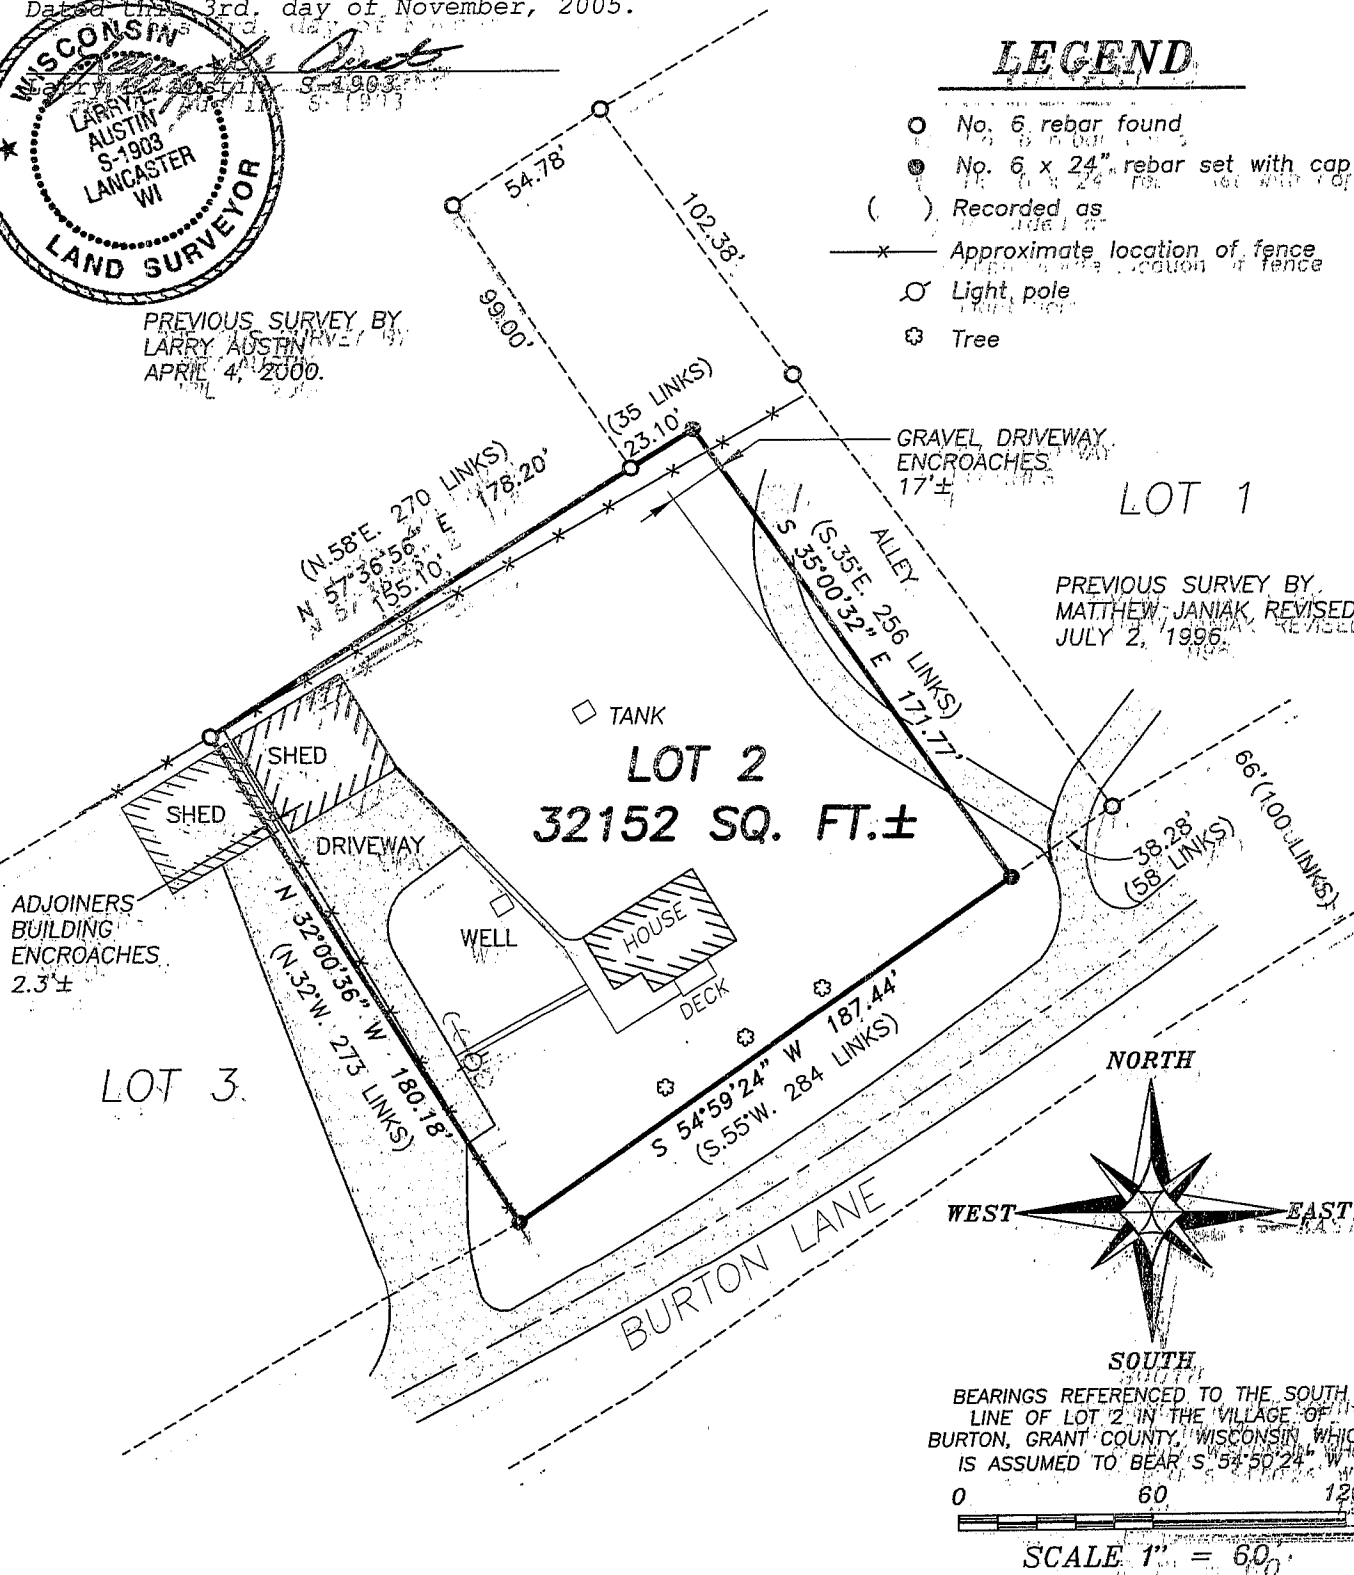 Dated this 3rd. day of November, 2005.
Larry L. Austin S-1903
WISCONSIN
LARRY L.
AUSTIN
S-1903
LANCASTER
WI
LAND SURVEYOR
PREVIOUS SURVEY BY
LARRY AUSTIN
APRIL 4, 2000.
LEGEND
No. 6 rebar found
No. 6 x 24" rebar set with cap
( ) Recorded as
Approximate location of fence
Light pole
Tree
54.78'
102.38'
99.00'
(35 LINKS)
23.10'
(N.58°E. 270 LINKS)
N 57°36'56" E 178.20'
155.10'
GRAVEL DRIVEWAY
ENCROACHES
17'±
LOT 1
ALLEY
(S.35°E. 256 LINKS)
S 35°00'32" E 171.77'
PREVIOUS SURVEY BY
MATTHEW JANIAK REVISED
JULY 2, 1996.
TANK
LOT 2
32152 SQ. FT.±
SHED
SHED
DRIVEWAY
WELL
HOUSE
DECK
66'(100 LINKS)
38.28'
(58 LINKS)
ADJOINERS
BUILDING
ENCROACHES
2.3'±
N 32°00'36" W 180.18'
(N.32°W. 273 LINKS)
LOT 3
S 54°59'24" W 187.44'
(S.55°W. 284 LINKS)
BURTON LANE
NORTH
WEST
EAST
SOUTH
BEARINGS REFERENCED TO THE SOUTH
LINE OF LOT 2 IN THE VILLAGE OF
BURTON, GRANT COUNTY, WISCONSIN WHIC
IS ASSUMED TO BEAR S 54°50'24" W
0 60 12
SCALE 1" = 60'